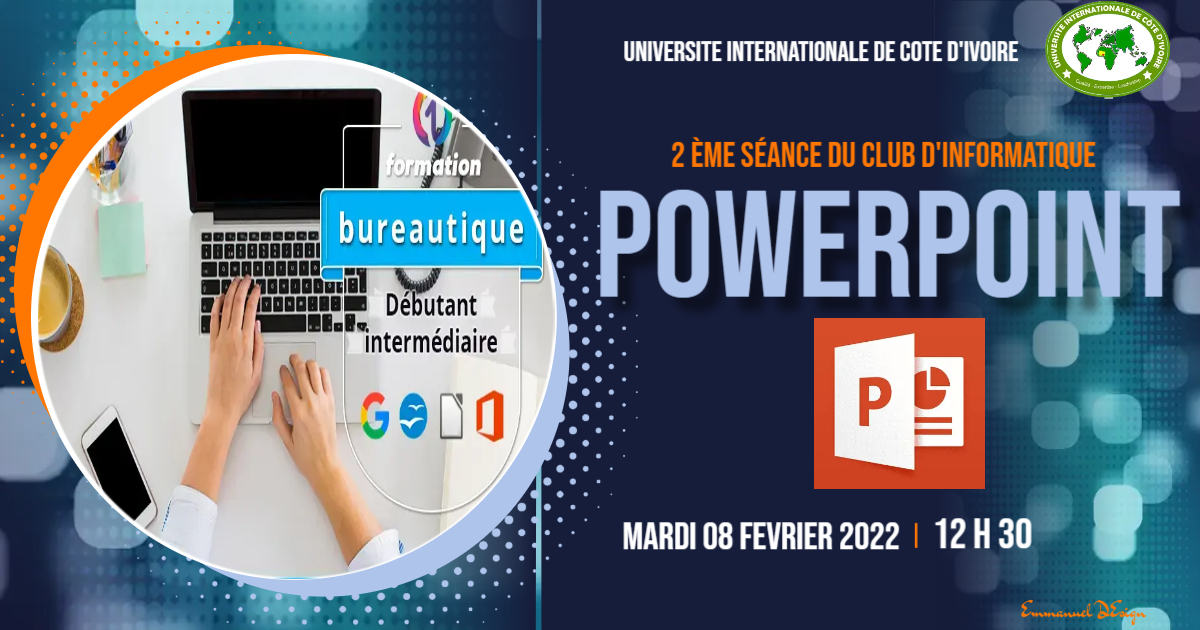 formation
bureautique
Débutant
intermédiaire
UNIVERSITE INTERNATIONALE DE COTE D'IVOIRE
UNIVERSITÉ INTERNATIONALE DE CÔTE D'IVOIRE
2 ÈME SÉANCE DU CLUB D'INFORMATIQUE
POWERPOINT
P
MARDI 08 FEVRIER 2022 | 12 H 30
Emmanuel DEsign